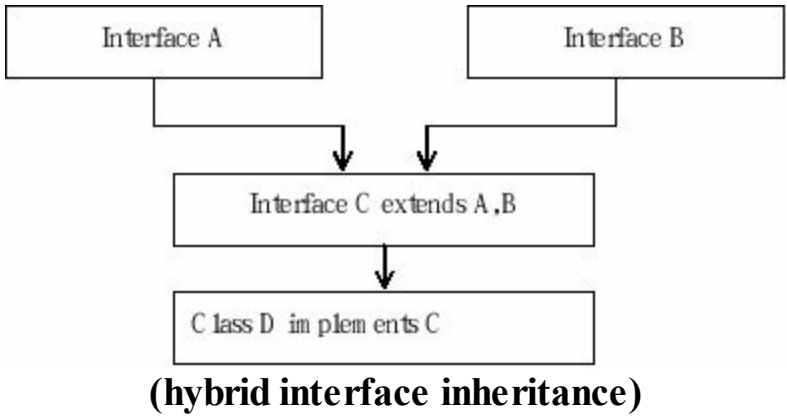 Interface A
Interface B
Interface C extends A,B
Class D implements C
(hybrid interface inheritance)